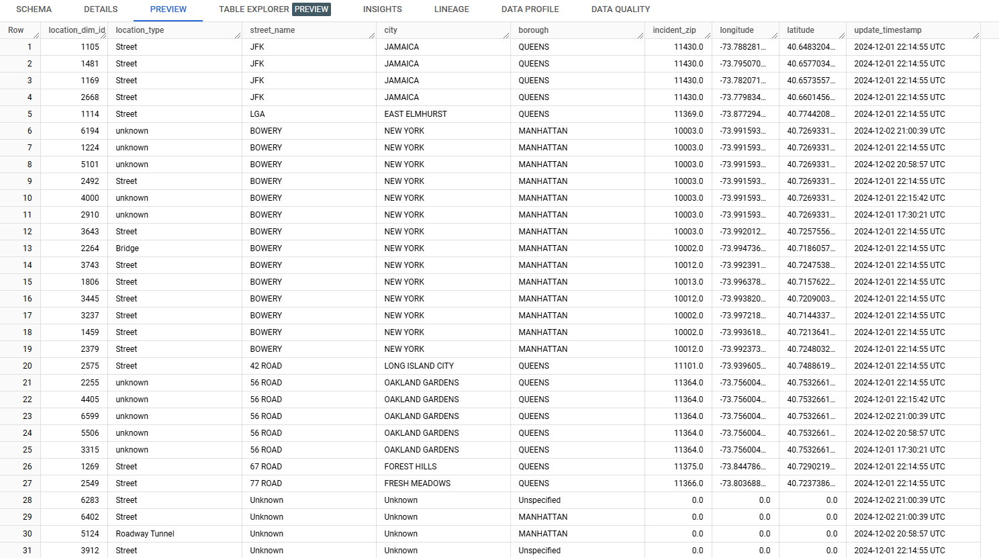 SCHEMA DETAILS PREVIEW TABLE EXPLORER PREVIEW INSIGHTS LINEAGE DATA PROFILE DATA QUALITY
Row location_dim_id location_type street_name city borough incident_zip longitude latitude update_timestamp
1 1105 Street JFK JAMAICA QUEENS 11430.0 -73.788281... 40.6483204... 2024-12-01 22:14:55 UTC
2 1481 Street JFK JAMAICA QUEENS 11430.0 -73.795070... 40.6577034... 2024-12-01 22:14:55 UTC
3 1169 Street JFK JAMAICA QUEENS 11430.0 -73.782071... 40.6573557... 2024-12-01 22:14:55 UTC
4 2668 Street JFK JAMAICA QUEENS 11430.0 -73.779834... 40.6601456... 2024-12-01 22:14:55 UTC
5 1114 Street LGA EAST ELMHURST QUEENS 11369.0 -73.877294... 40.7744208... 2024-12-01 22:14:55 UTC
6 6194 unknown BOWERY NEW YORK MANHATTAN 10003.0 -73.991593... 40.7269331... 2024-12-02 21:00:39 UTC
7 1224 unknown BOWERY NEW YORK MANHATTAN 10003.0 -73.991593... 40.7269331... 2024-12-01 22:14:55 UTC
8 5101 unknown BOWERY NEW YORK MANHATTAN 10003.0 -73.991593... 40.7269331... 2024-12-02 20:58:57 UTC
9 2492 Street BOWERY NEW YORK MANHATTAN 10003.0 -73.991593... 40.7269331... 2024-12-01 22:14:55 UTC
10 4000 unknown BOWERY NEW YORK MANHATTAN 10003.0 -73.991593... 40.7269331... 2024-12-01 22:15:42 UTC
11 2910 unknown BOWERY NEW YORK MANHATTAN 10003.0 -73.991593... 40.7269331... 2024-12-01 17:30:21 UTC
12 3643 Street BOWERY NEW YORK MANHATTAN 10003.0 -73.992012... 40.7257556... 2024-12-01 22:14:55 UTC
13 2264 Bridge BOWERY NEW YORK MANHATTAN 10002.0 -73.994736... 40.7186057... 2024-12-01 22:14:55 UTC
14 3743 Street BOWERY NEW YORK MANHATTAN 10012.0 -73.992391... 40.7247538... 2024-12-01 22:14:55 UTC
15 1806 Street BOWERY NEW YORK MANHATTAN 10013.0 -73.996378... 40.7157622... 2024-12-01 22:14:55 UTC
16 3445 Street BOWERY NEW YORK MANHATTAN 10012.0 -73.993820... 40.7209003... 2024-12-01 22:14:55 UTC
17 3237 Street BOWERY NEW YORK MANHATTAN 10002.0 -73.997218... 40.7144337... 2024-12-01 22:14:55 UTC
18 1459 Street BOWERY NEW YORK MANHATTAN 10002.0 -73.993618... 40.7213641... 2024-12-01 22:14:55 UTC
19 2379 Street BOWERY NEW YORK MANHATTAN 10012.0 -73.992373... 40.7248032... 2024-12-01 22:14:55 UTC
20 2575 Street 42 ROAD LONG ISLAND CITY QUEENS 11101.0 -73.939605... 40.7488619... 2024-12-01 22:14:55 UTC
21 2255 unknown 56 ROAD OAKLAND GARDENS QUEENS 11364.0 -73.756004... 40.7532661... 2024-12-01 22:14:55 UTC
22 4405 unknown 56 ROAD OAKLAND GARDENS QUEENS 11364.0 -73.756004... 40.7532661... 2024-12-01 22:15:42 UTC
23 6599 unknown 56 ROAD OAKLAND GARDENS QUEENS 11364.0 -73.756004... 40.7532661... 2024-12-02 21:00:39 UTC
24 5506 unknown 56 ROAD OAKLAND GARDENS QUEENS 11364.0 -73.756004... 40.7532661... 2024-12-02 20:58:57 UTC
25 3315 unknown 56 ROAD OAKLAND GARDENS QUEENS 11364.0 -73.756004... 40.7532661... 2024-12-01 17:30:21 UTC
26 1269 Street 67 ROAD FOREST HILLS QUEENS 11375.0 -73.844786... 40.7290219... 2024-12-01 22:14:55 UTC
27 2549 Street 77 ROAD FRESH MEADOWS QUEENS 11366.0 -73.803688... 40.7237386... 2024-12-01 22:14:55 UTC
28 6283 Street Unknown Unknown Unspecified 0.0 0.0 0.0 2024-12-02 21:00:39 UTC
29 6402 Street Unknown Unknown MANHATTAN 0.0 0.0 0.0 2024-12-02 21:00:39 UTC
30 5124 Roadway Tunnel Unknown Unknown MANHATTAN 0.0 0.0 0.0 2024-12-02 20:58:57 UTC
31 3912 Street Unknown Unknown Unspecified 0.0 0.0 0.0 2024-12-01 22:14:55 UTC